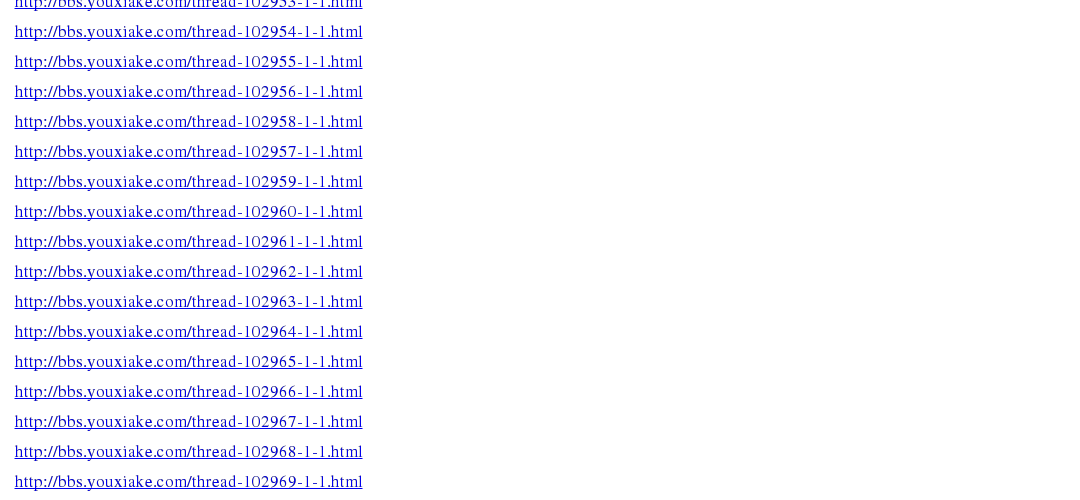 http://bbs.youxiake.com/thread-102953-1-1.html
http://bbs.youxiake.com/thread-102954-1-1.html
http://bbs.youxiake.com/thread-102955-1-1.html
http://bbs.youxiake.com/thread-102956-1-1.html
http://bbs.youxiake.com/thread-102958-1-1.html
http://bbs.youxiake.com/thread-102957-1-1.html
http://bbs.youxiake.com/thread-102959-1-1.html
http://bbs.youxiake.com/thread-102960-1-1.html
http://bbs.youxiake.com/thread-102961-1-1.html
http://bbs.youxiake.com/thread-102962-1-1.html
http://bbs.youxiake.com/thread-102963-1-1.html
http://bbs.youxiake.com/thread-102964-1-1.html
http://bbs.youxiake.com/thread-102965-1-1.html
http://bbs.youxiake.com/thread-102966-1-1.html
http://bbs.youxiake.com/thread-102967-1-1.html
http://bbs.youxiake.com/thread-102968-1-1.html
http://bbs.youxiake.com/thread-102969-1-1.html